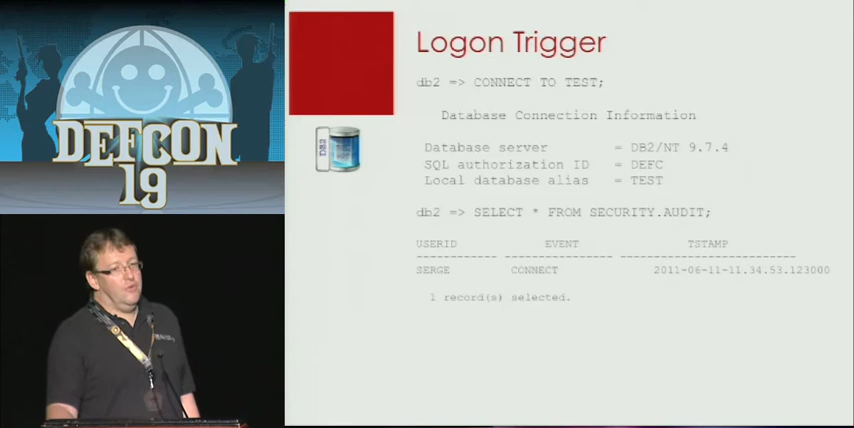 DEFCON
19
Logon Trigger
db2 => CONNECT TO TEST;
Database Connection Information
Database server = DB2/NT 9.7.4
SQL authorization ID = DEFC
Local database alias = TEST
DB2
db2 => SELECT * FROM SECURITY.AUDIT;
USERID EVENT TSTAMP
------------ ---------------- --------------------------
SERGE CONNECT 2011-06-11-11.34.53.123000
1 record(s) selected.